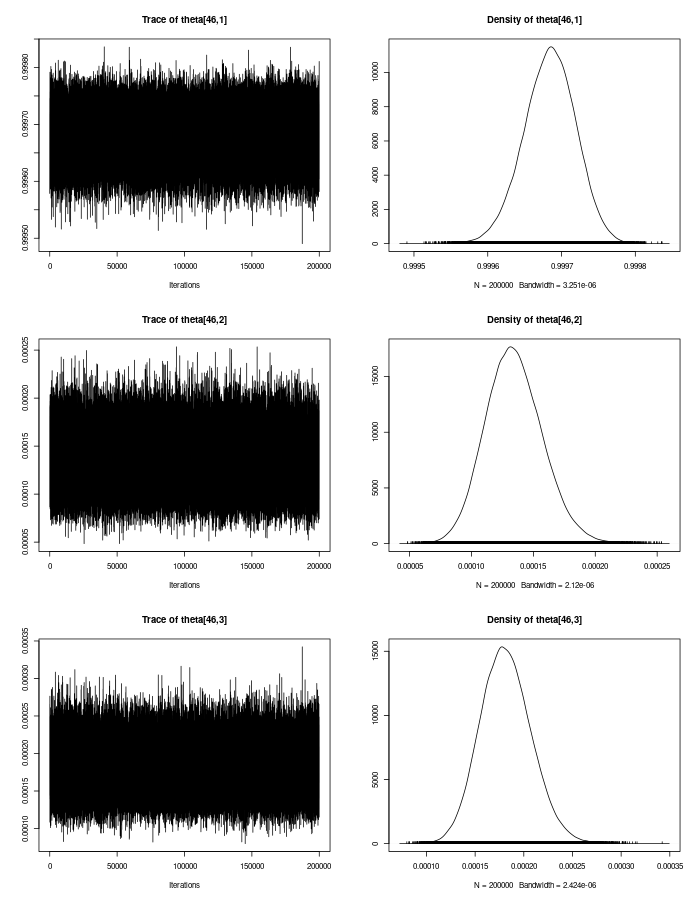 Trace of theta[46,1]
0.99950 0.99960 0.99970 0.99980
0 50000 100000 150000 200000
Iterations
Density of theta[46,1]
0 2000 4000 6000 8000 10000
0.9995 0.9996 0.9997 0.9998
N = 200000 Bandwidth = 3.251e-06
Trace of theta[46,2]
0.00005 0.00010 0.00015 0.00020 0.00025
0 50000 100000 150000 200000
Iterations
Density of theta[46,2]
0 5000 10000 15000
0.00005 0.00010 0.00015 0.00020 0.00025
N = 200000 Bandwidth = 2.12e-06
Trace of theta[46,3]
0.00010 0.00015 0.00020 0.00025 0.00030 0.00035
0 50000 100000 150000 200000
Iterations
Density of theta[46,3]
0 5000 10000 15000
0.00010 0.00015 0.00020 0.00025 0.00030 0.00035
N = 200000 Bandwidth = 2.424e-06